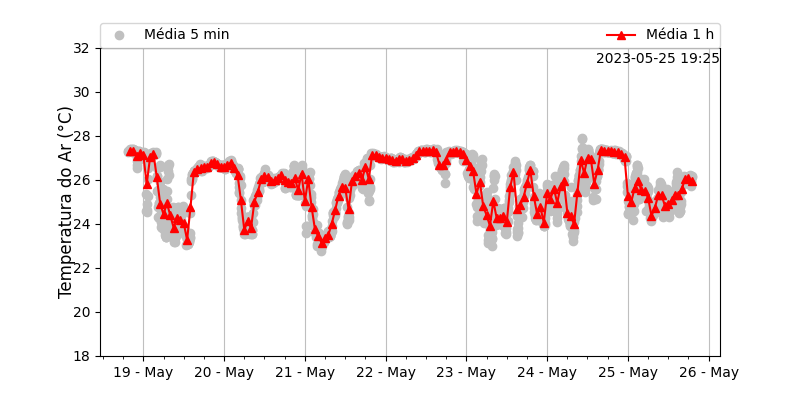 Média 5 min
Média 1 h
2023-05-25 19:25
Temperatura do Ar (°C)
32
30
28
26
24
22
20
18
19 - May
20 - May
21 - May
22 - May
23 - May
24 - May
25 - May
26 - May